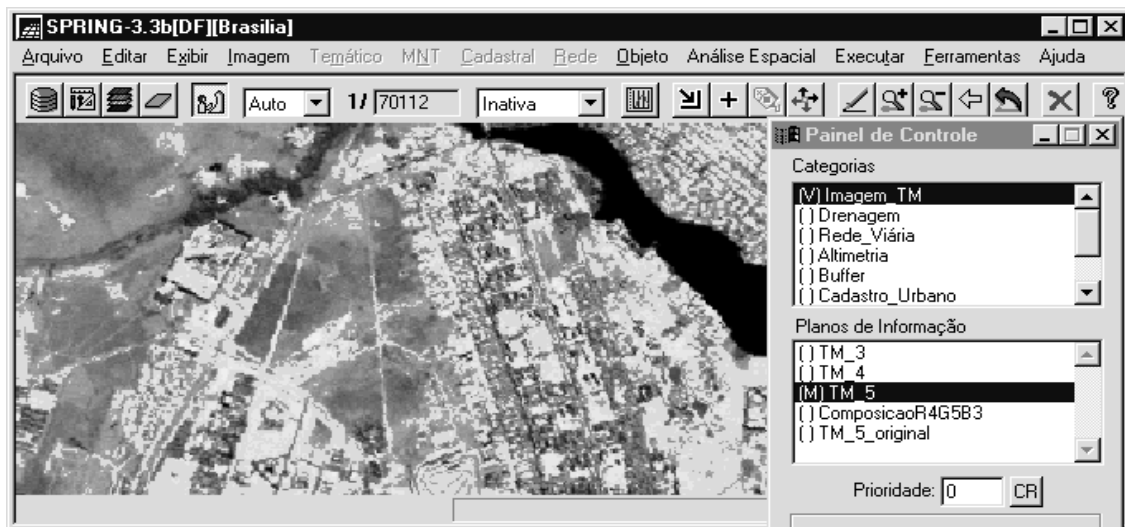 SPRING-3.3b[DF][Brasilia]
Arquivo Editar Exibir Imagem Temático MNT Cadastral Rede Objeto Análise Espacial Executar Ferramentas Ajuda
Auto 1/ 70112 Inativa
Painel de Controle
Categorias
(V) Imagem_TM
( ) Drenagem
( ) Rede_Viária
( ) Altimetria
( ) Buffer
( ) Cadastro_Urbano
Planos de Informação
( ) TM_3
( ) TM_4
(M) TM_5
( ) ComposicaoR4G5B3
( ) TM_5_original
Prioridade: 0 CR